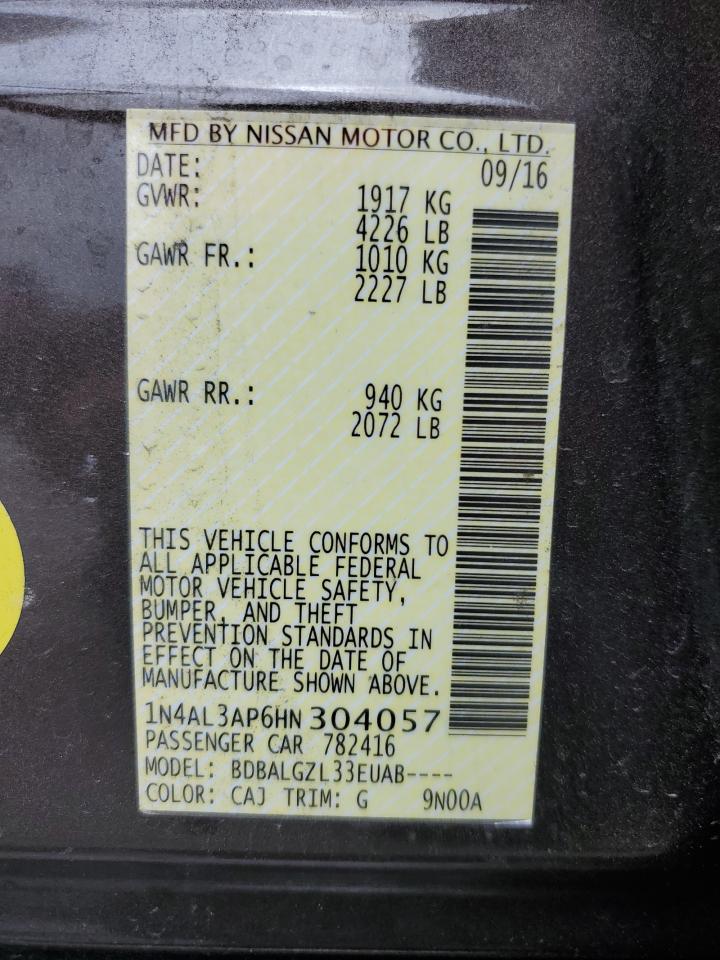 MFD BY NISSAN MOTOR CO., LTD.
DATE: 09/16
GVWR: 1917 KG
4226 LB
GAWR FR.: 1010 KG
2227 LB
GAWR RR.: 940 KG
2072 LB
THIS VEHICLE CONFORMS TO
ALL APPLICABLE FEDERAL
MOTOR VEHICLE SAFETY,
BUMPER, AND THEFT
PREVENTION STANDARDS IN
EFFECT ON THE DATE OF
MANUFACTURE SHOWN ABOVE.
1N4AL3AP6HN304057
PASSENGER CAR 782416
MODEL: BDBALGZL33EUAB----
COLOR: CAJ TRIM: G 9N00A